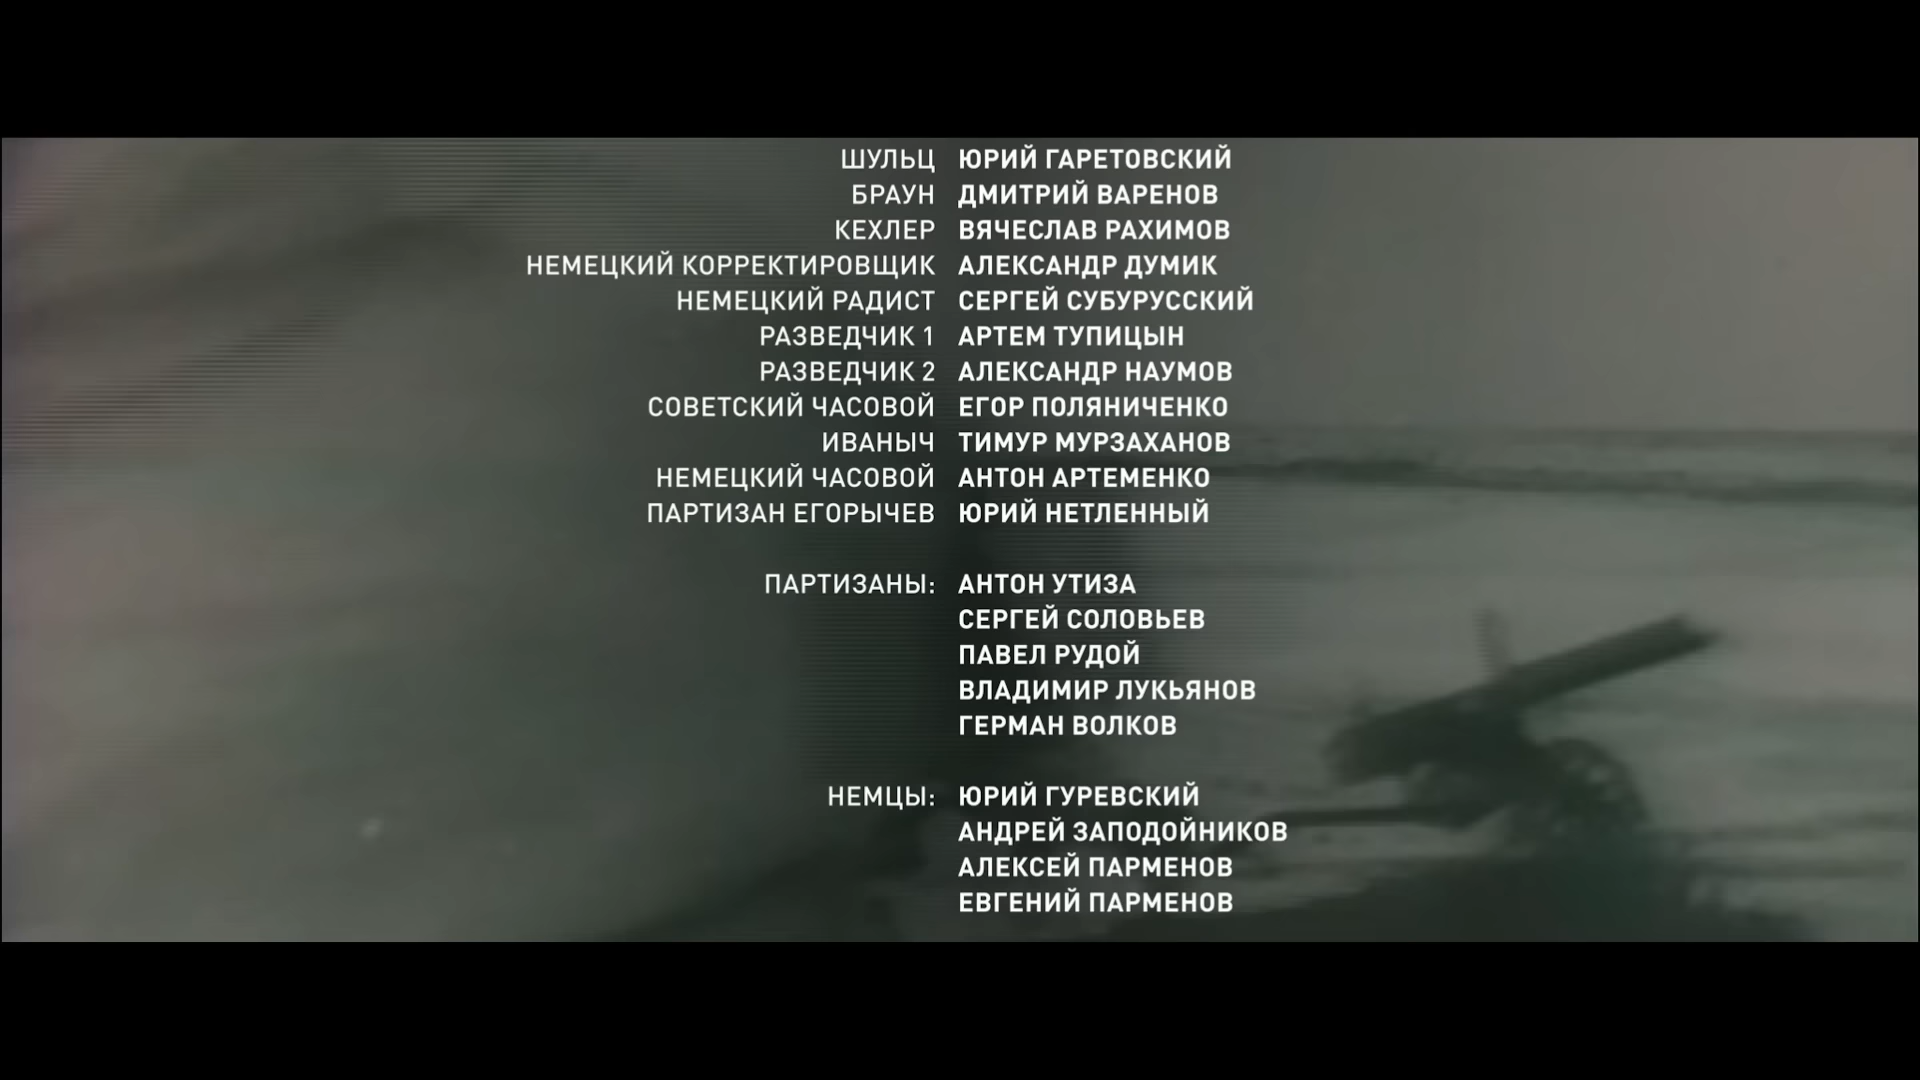 ШУЛЬЦ ЮРИЙ ГАРЕТОВСКИЙ
БРАУН ДМИТРИЙ ВАРЕНОВ
КЕХЛЕР ВЯЧЕСЛАВ РАХИМОВ
НЕМЕЦКИЙ КОРРЕКТИРОВЩИК АЛЕКСАНДР ДУМИК
НЕМЕЦКИЙ РАДИСТ СЕРГЕЙ СУБУРУССКИЙ
РАЗВЕДЧИК 1 АРТЕМ ТУПИЦЫН
РАЗВЕДЧИК 2 АЛЕКСАНДР НАУМОВ
СОВЕТСКИЙ ЧАСОВОЙ ЕГОР ПОЛЯНИЧЕНКО
ИВАНЫЧ ТИМУР МУРЗАХАНОВ
НЕМЕЦКИЙ ЧАСОВОЙ АНТОН АРТЕМЕНКО
ПАРТИЗАН ЕГОРЫЧЕВ ЮРИЙ НЕТЛЕННЫЙ
ПАРТИЗАНЫ: АНТОН УТИЗА
СЕРГЕЙ СОЛОВЬЕВ
ПАВЕЛ РУДОЙ
ВЛАДИМИР ЛУКЬЯНОВ
ГЕРМАН ВОЛКОВ
НЕМЦЫ: ЮРИЙ ГУРЕВСКИЙ
АНДРЕЙ ЗАПОДОЙНИКОВ
АЛЕКСЕЙ ПАРМЕНОВ
ЕВГЕНИЙ ПАРМЕНОВ